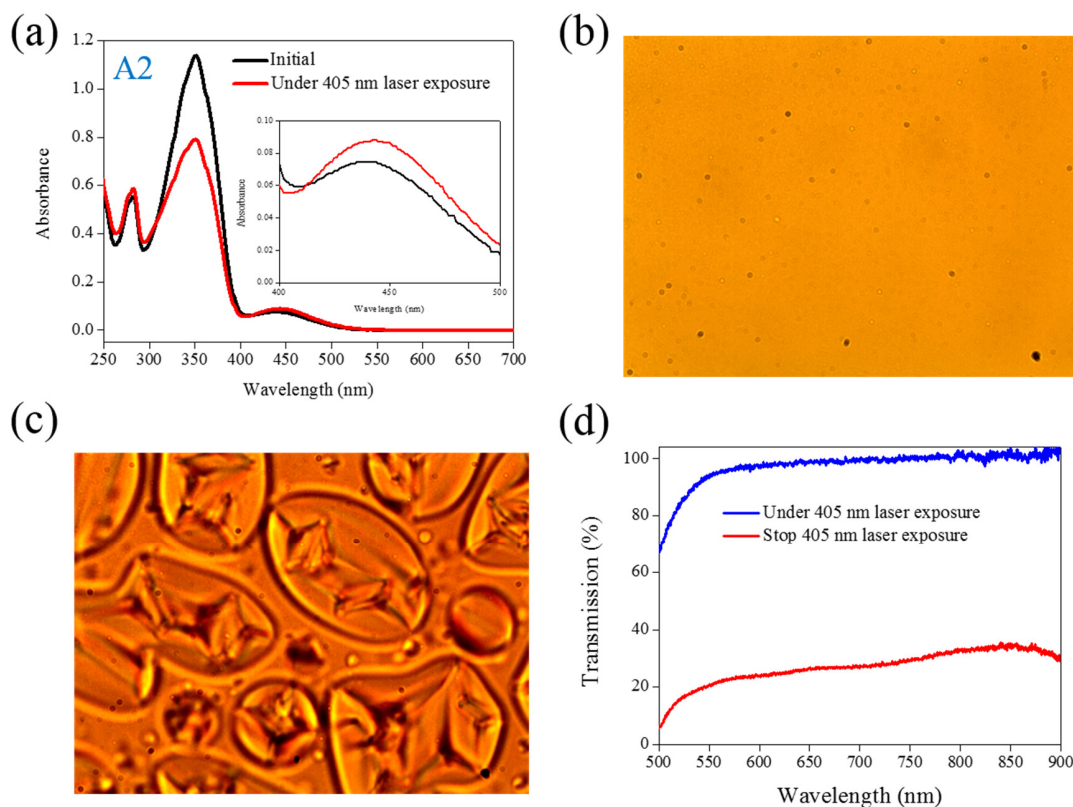 (a)
A2
Initial
Under 405 nm laser exposure
1.2
1.0
0.8
0.6
0.4
0.2
0.0
Absorbance
250 300 350 400 450 500 550 600 650 700
Wavelength (nm)
0.10
0.08
0.06
0.04
0.02
0.00
Absorbance
400 450 500
Wavelength (nm)
(b)
(c)
(d)
100
80
60
40
20
0
Transmission (%)
Under 405 nm laser exposure
Stop 405 nm laser exposure
500 550 600 650 700 750 800 850 900
Wavelength (nm)